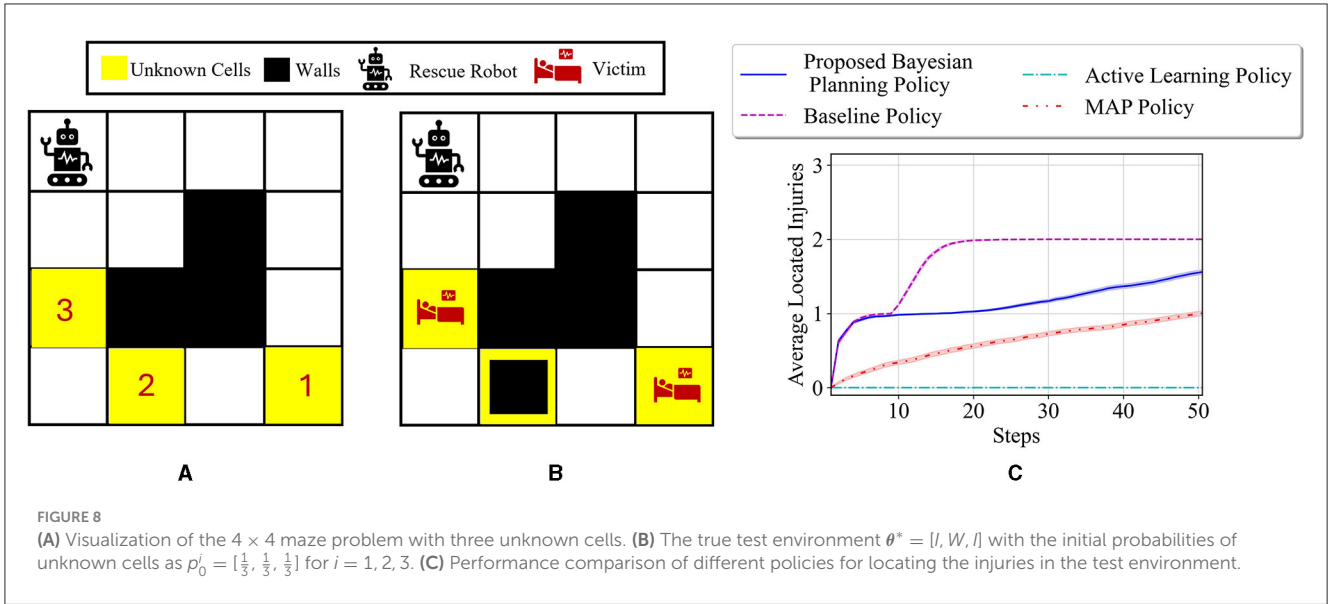 Unknown Cells Walls Rescue Robot Victim
3
2 1
A
B
Proposed Bayesian
Planning Policy
Baseline Policy
Active Learning Policy
MAP Policy
Average Located Injuries
3
2
1
0
10 20 30 40 50
Steps
C
FIGURE 8
(A) Visualization of the 4 × 4 maze problem with three unknown cells. (B) The true test environment θ* = [I, W, I] with the initial probabilities of
unknown cells as p₀ⁱ = [1/3, 1/3, 1/3] for i = 1, 2, 3. (C) Performance comparison of different policies for locating the injuries in the test environment.